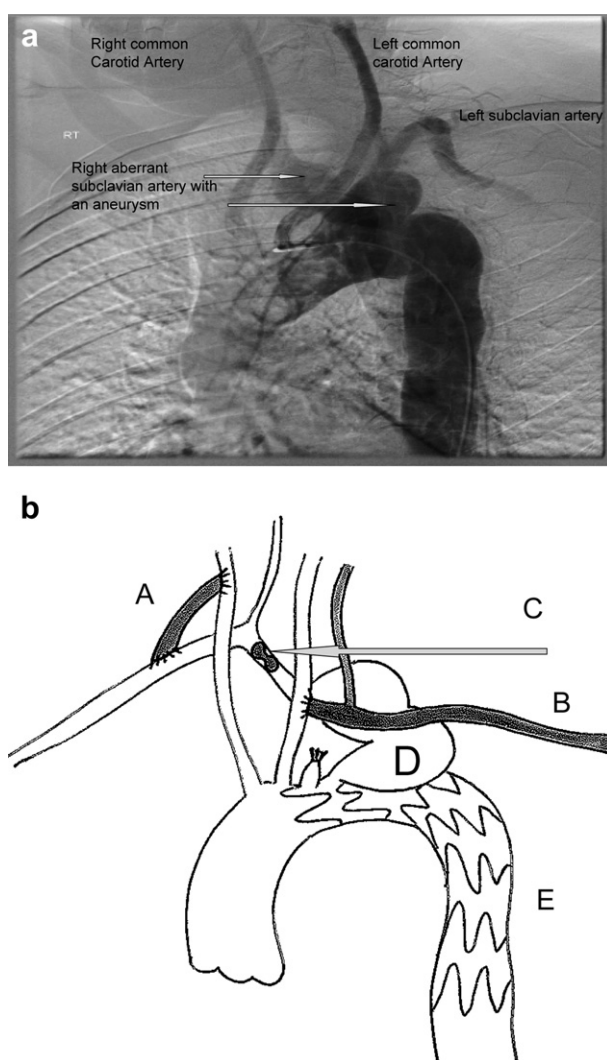 a
Right common
Carotid Artery
Left common
carotid Artery
Left subclavian artery
RT
Right aberrant
subclavian artery with
an aneurysm
b
A
C
B
D
E